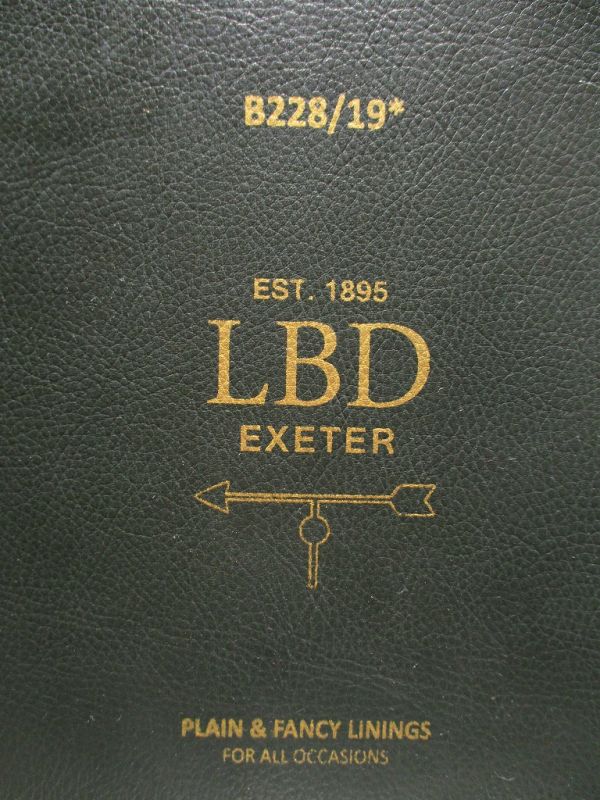 B228/19*
EST. 1895
LBD
EXETER
PLAIN & FANCY LININGS
FOR ALL OCCASIONS